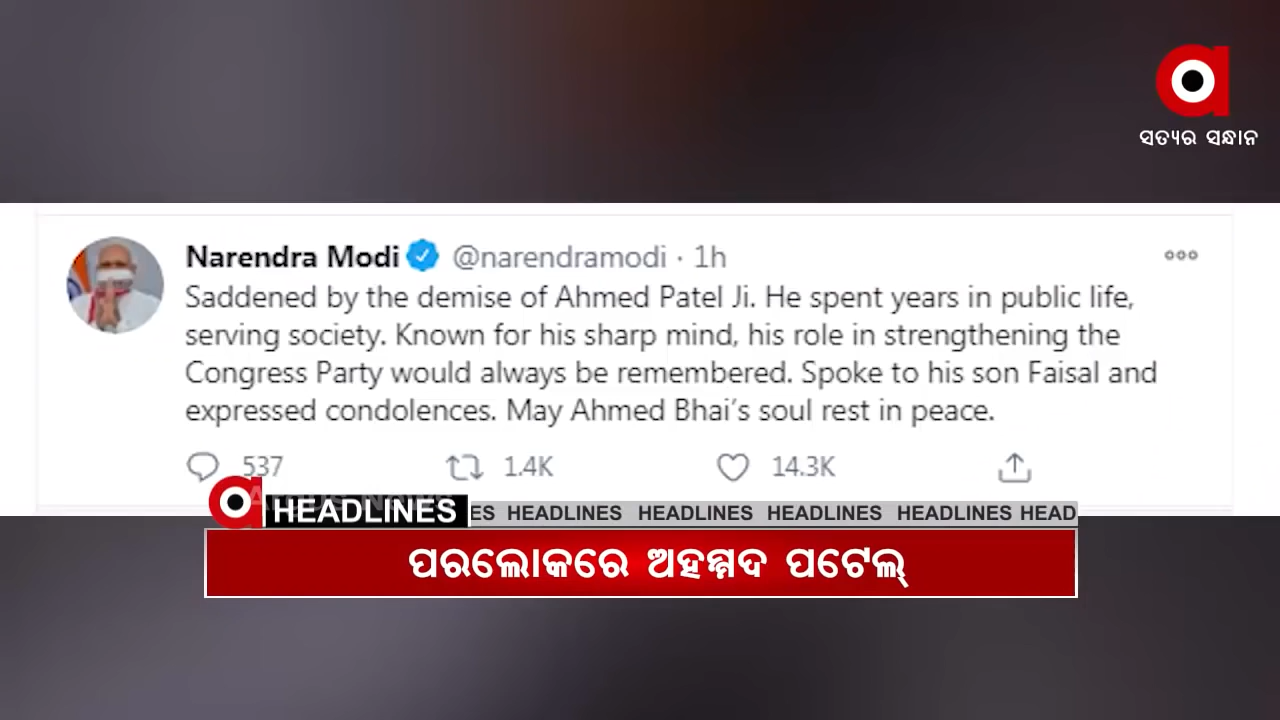 ସତ୍ୟର ସନ୍ଧାନ
Narendra Modi @narendramodi · 1h
Saddened by the demise of Ahmed Patel Ji. He spent years in public life,
serving society. Known for his sharp mind, his role in strengthening the
Congress Party would always be remembered. Spoke to his son Faisal and
expressed condolences. May Ahmed Bhai's soul rest in peace.
537 1.4K 14.3K
HEADLINES ES HEADLINES HEADLINES HEADLINES HEADLINES HEAD
ପରଲୋକରେ ଅହମ୍ମଦ ପଟେଲ୍